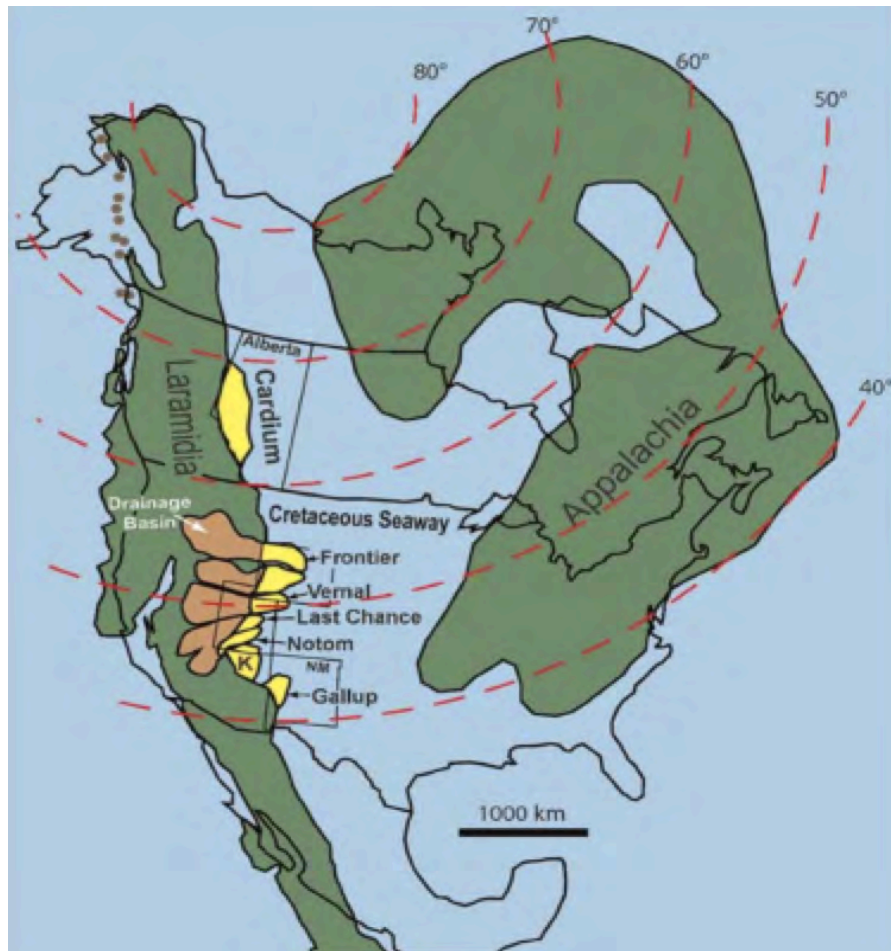 70°
60°
80°
50°
Alberta
Laramidia
Cardium
40°
Appalachia
Drainage
Basin
Cretaceous Seaway
Frontier
Vernal
Last Chance
Notom
K
NM
Gallup
1000 km